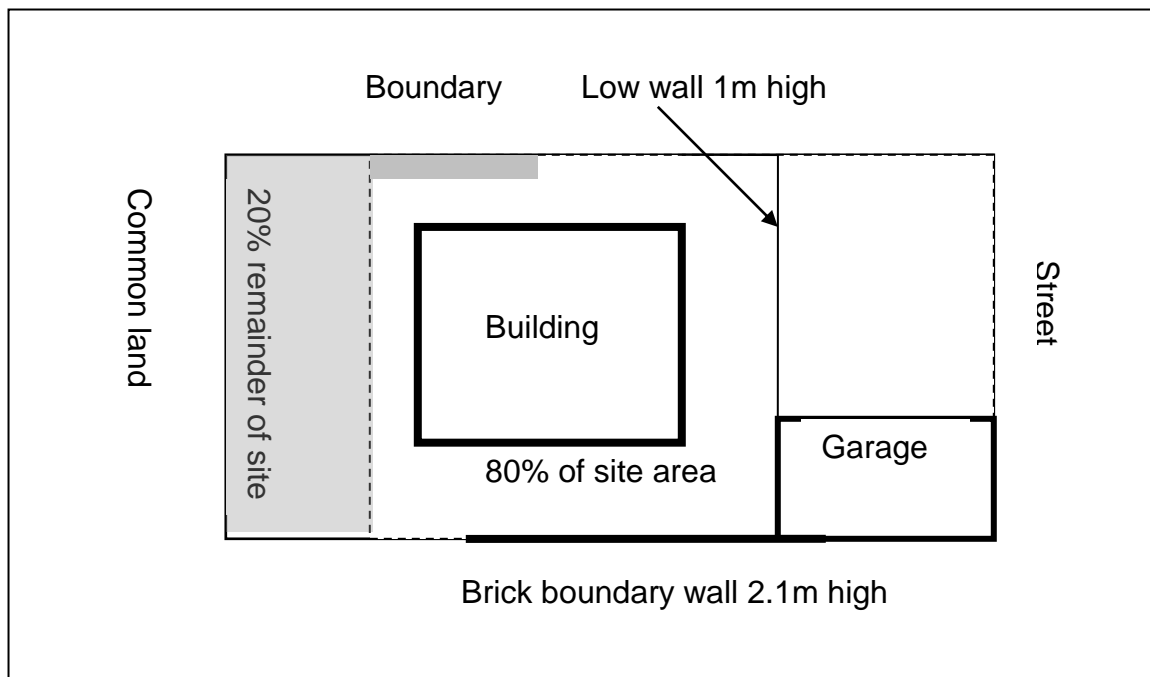 Boundary
Low wall 1m high
Common land
20% remainder of site
Building
Street
Garage
80% of site area
Brick boundary wall 2.1m high